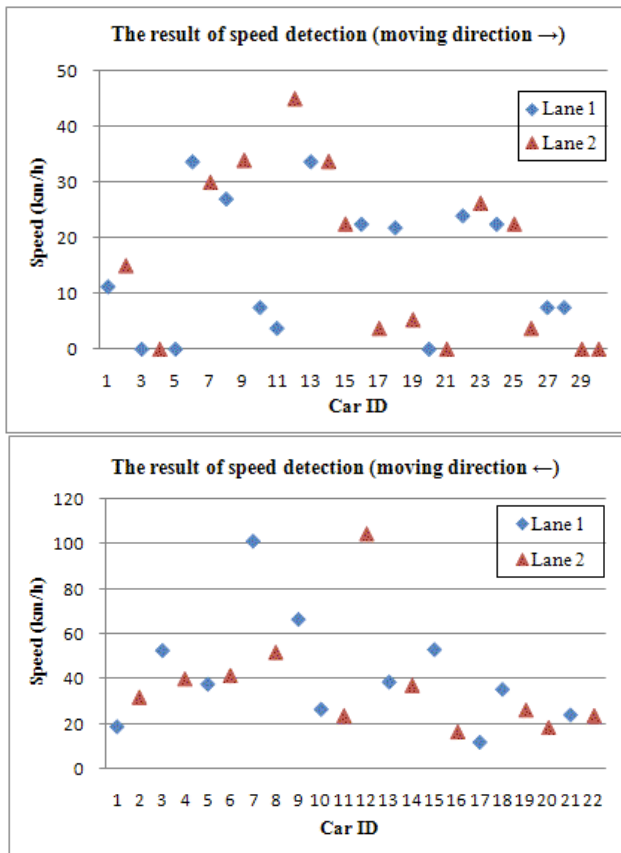 The result of speed detection (moving direction →)
50
40
30
20
10
0
Speed (km/h)
Lane 1
Lane 2
1 3 5 7 9 11 13 15 17 19 21 23 25 27 29
Car ID
The result of speed detection (moving direction ←)
120
100
80
60
40
20
0
Speed (km/h)
Lane 1
Lane 2
1 2 3 4 5 6 7 8 9 10 11 12 13 14 15 16 17 18 19 20 21 22
Car ID